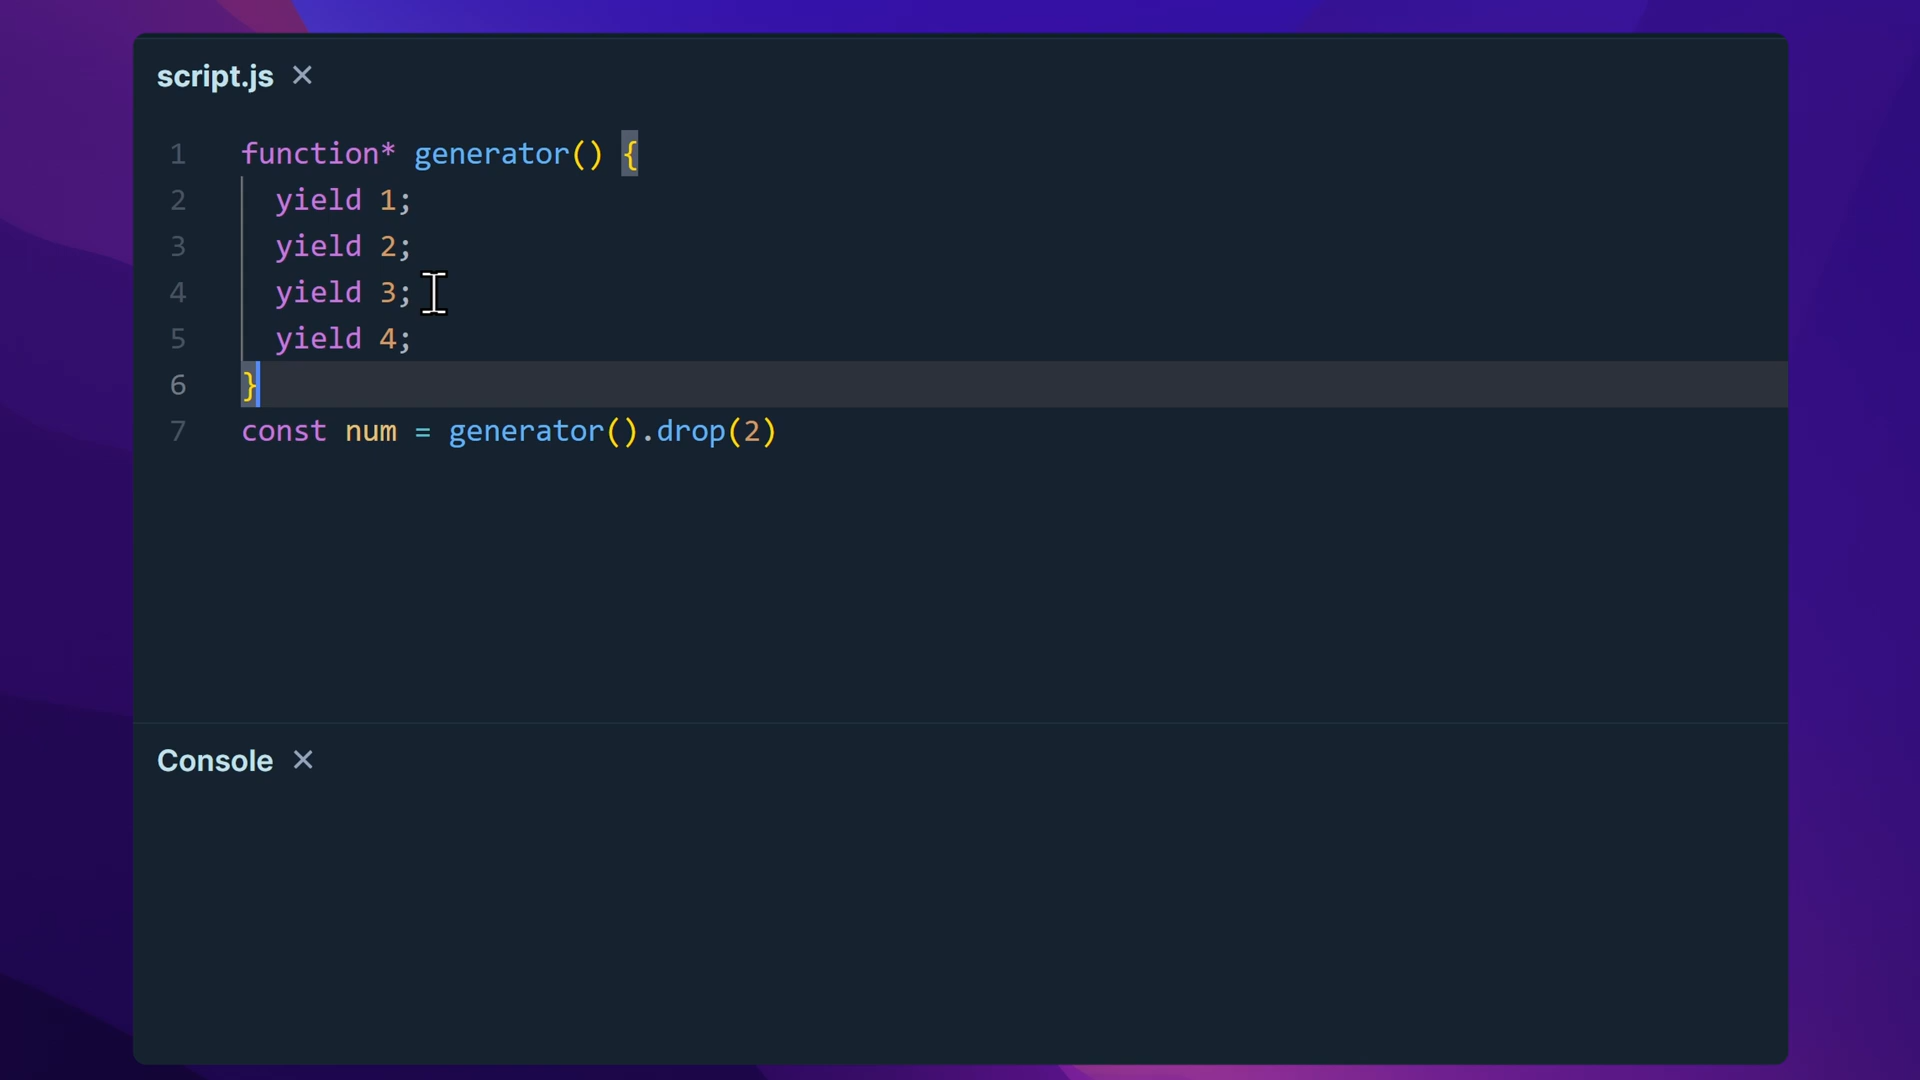 script.js ✕
1 function* generator() {
2 yield 1;
3 yield 2;
4 yield 3;
5 yield 4;
6 }
7 const num = generator().drop(2)
Console ✕